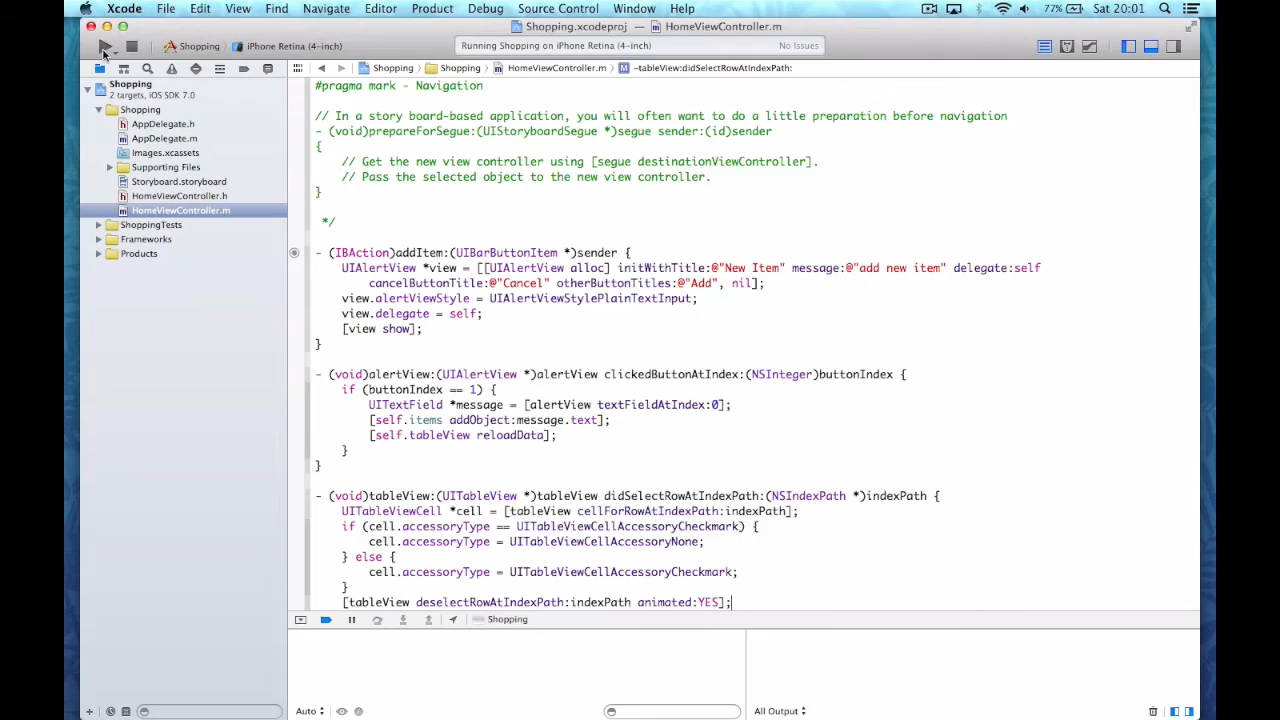 Xcode File Edit View Find Navigate Editor Product Debug Source Control Window Help 77% Sat 20:01
Shopping.xcodeproj — HomeViewController.m
Shopping iPhone Retina (4-inch) Running Shopping on iPhone Retina (4-inch) No Issues
Shopping Shopping HomeViewController.m -tableView:didSelectRowAtIndexPath:
Shopping
2 targets, iOS SDK 7.0
Shopping
AppDelegate.h
AppDelegate.m
Images.xcassets
Supporting Files
Storyboard.storyboard
HomeViewController.h
HomeViewController.m
ShoppingTests
Frameworks
Products
#pragma mark - Navigation
// In a story board-based application, you will often want to do a little preparation before navigation
- (void)prepareForSegue:(UIStoryboardSegue *)segue sender:(id)sender
{
// Get the new view controller using [segue destinationViewController].
// Pass the selected object to the new view controller.
}
*/
- (IBAction)addItem:(UIBarButtonItem *)sender {
UIAlertView *view = [[UIAlertView alloc] initWithTitle:@"New Item" message:@"add new item" delegate:self
cancelButtonTitle:@"Cancel" otherButtonTitles:@"Add", nil];
view.alertViewStyle = UIAlertViewStylePlainTextInput;
view.delegate = self;
[view show];
}
- (void)alertView:(UIAlertView *)alertView clickedButtonAtIndex:(NSInteger)buttonIndex {
if (buttonIndex == 1) {
UITextField *message = [alertView textFieldAtIndex:0];
[self.items addObject:message.text];
[self.tableView reloadData];
}
}
- (void)tableView:(UITableView *)tableView didSelectRowAtIndexPath:(NSIndexPath *)indexPath {
UITableViewCell *cell = [tableView cellForRowAtIndexPath:indexPath];
if (cell.accessoryType == UITableViewCellAccessoryCheckmark) {
cell.accessoryType = UITableViewCellAccessoryNone;
} else {
cell.accessoryType = UITableViewCellAccessoryCheckmark;
}
[tableView deselectRowAtIndexPath:indexPath animated:YES];
Shopping
Auto All Output